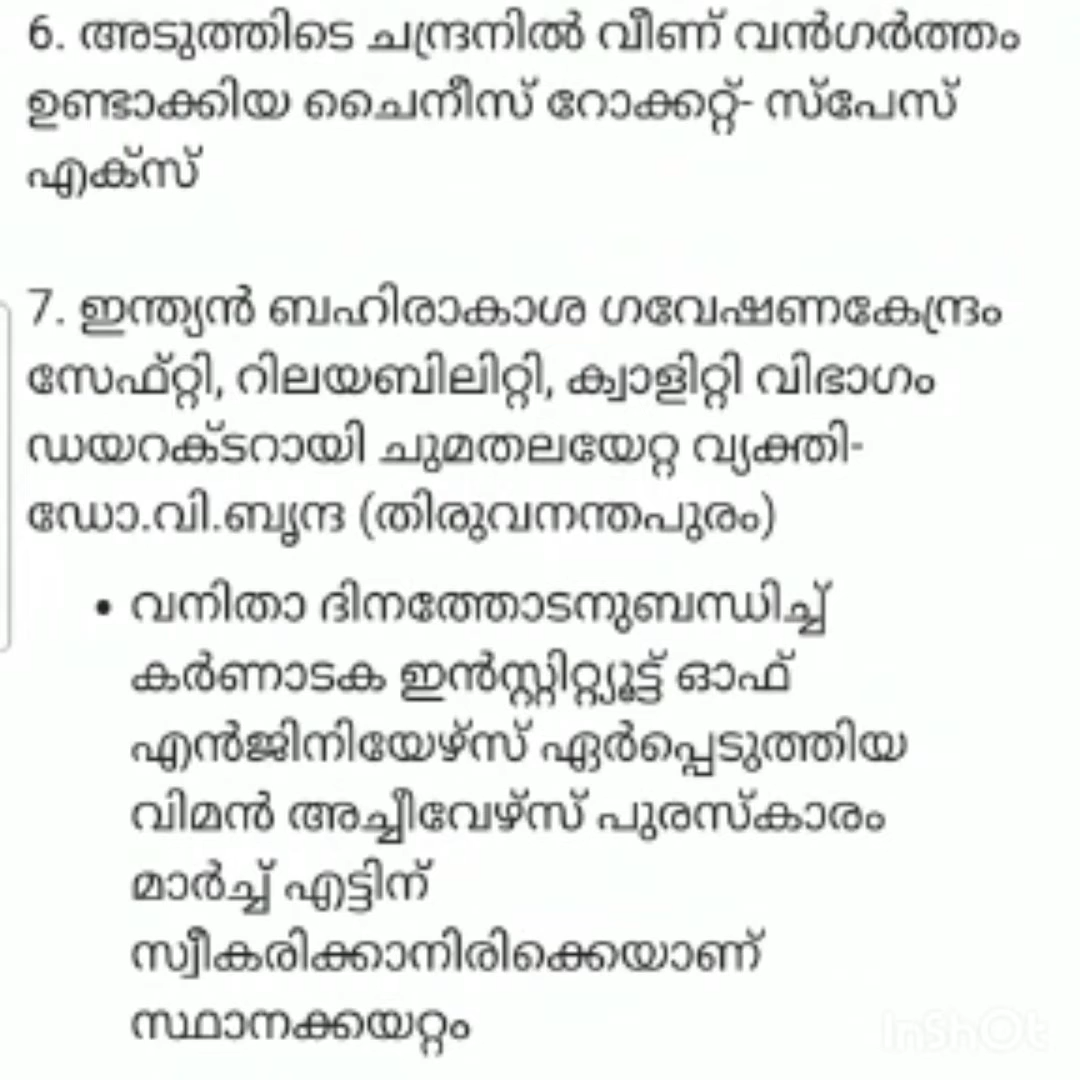 6. അടുത്തിടെ ചന്ദ്രനിൽ വീണ് വൻഗർത്തം
ഉണ്ടാക്കിയ ചൈനീസ് റോക്കറ്റ്- സ്പേസ്
എക്സ്
7. ഇന്ത്യൻ ബഹിരാകാശ ഗവേഷണകേന്ദ്രം
സേഫ്റ്റി, റിലയബിലിറ്റി, ക്വാളിറ്റി വിഭാഗം
ഡയറക്ടറായി ചുമതലയേറ്റ വ്യക്തി-
ഡോ.വി.ബൃന്ദ (തിരുവനന്തപുരം)
• വനിതാ ദിനത്തോടനുബന്ധിച്ച്
കർണാടക ഇൻസ്റ്റിറ്റ്യൂട്ട് ഓഫ്
എൻജിനിയേഴ്സ് ഏർപ്പെടുത്തിയ
വിമൻ അച്ചീവേഴ്സ് പുരസ്കാരം
മാർച്ച് എട്ടിന്
സ്വീകരിക്കാനിരിക്കെയാണ്
സ്ഥാനക്കയറ്റം
InShOt